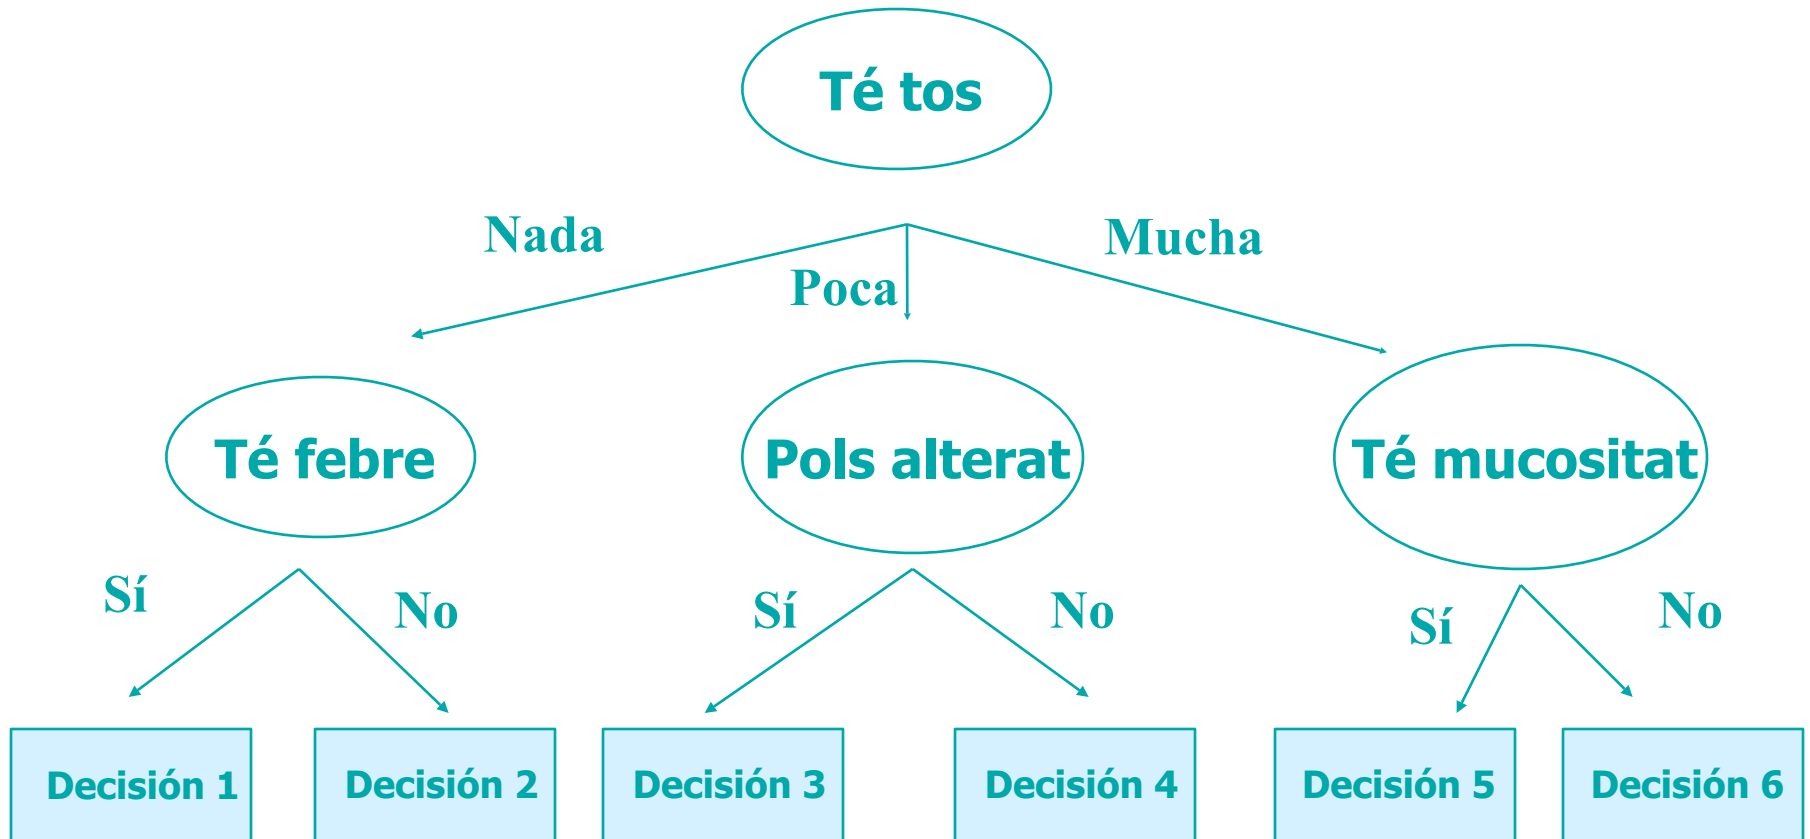 Té tos
Nada
Mucha
Poca
Té febre
Pols alterat
Té mucositat
Sí
No
Sí
No
Sí
No
Decisión 1
Decisión 2
Decisión 3
Decisión 4
Decisión 5
Decisión 6